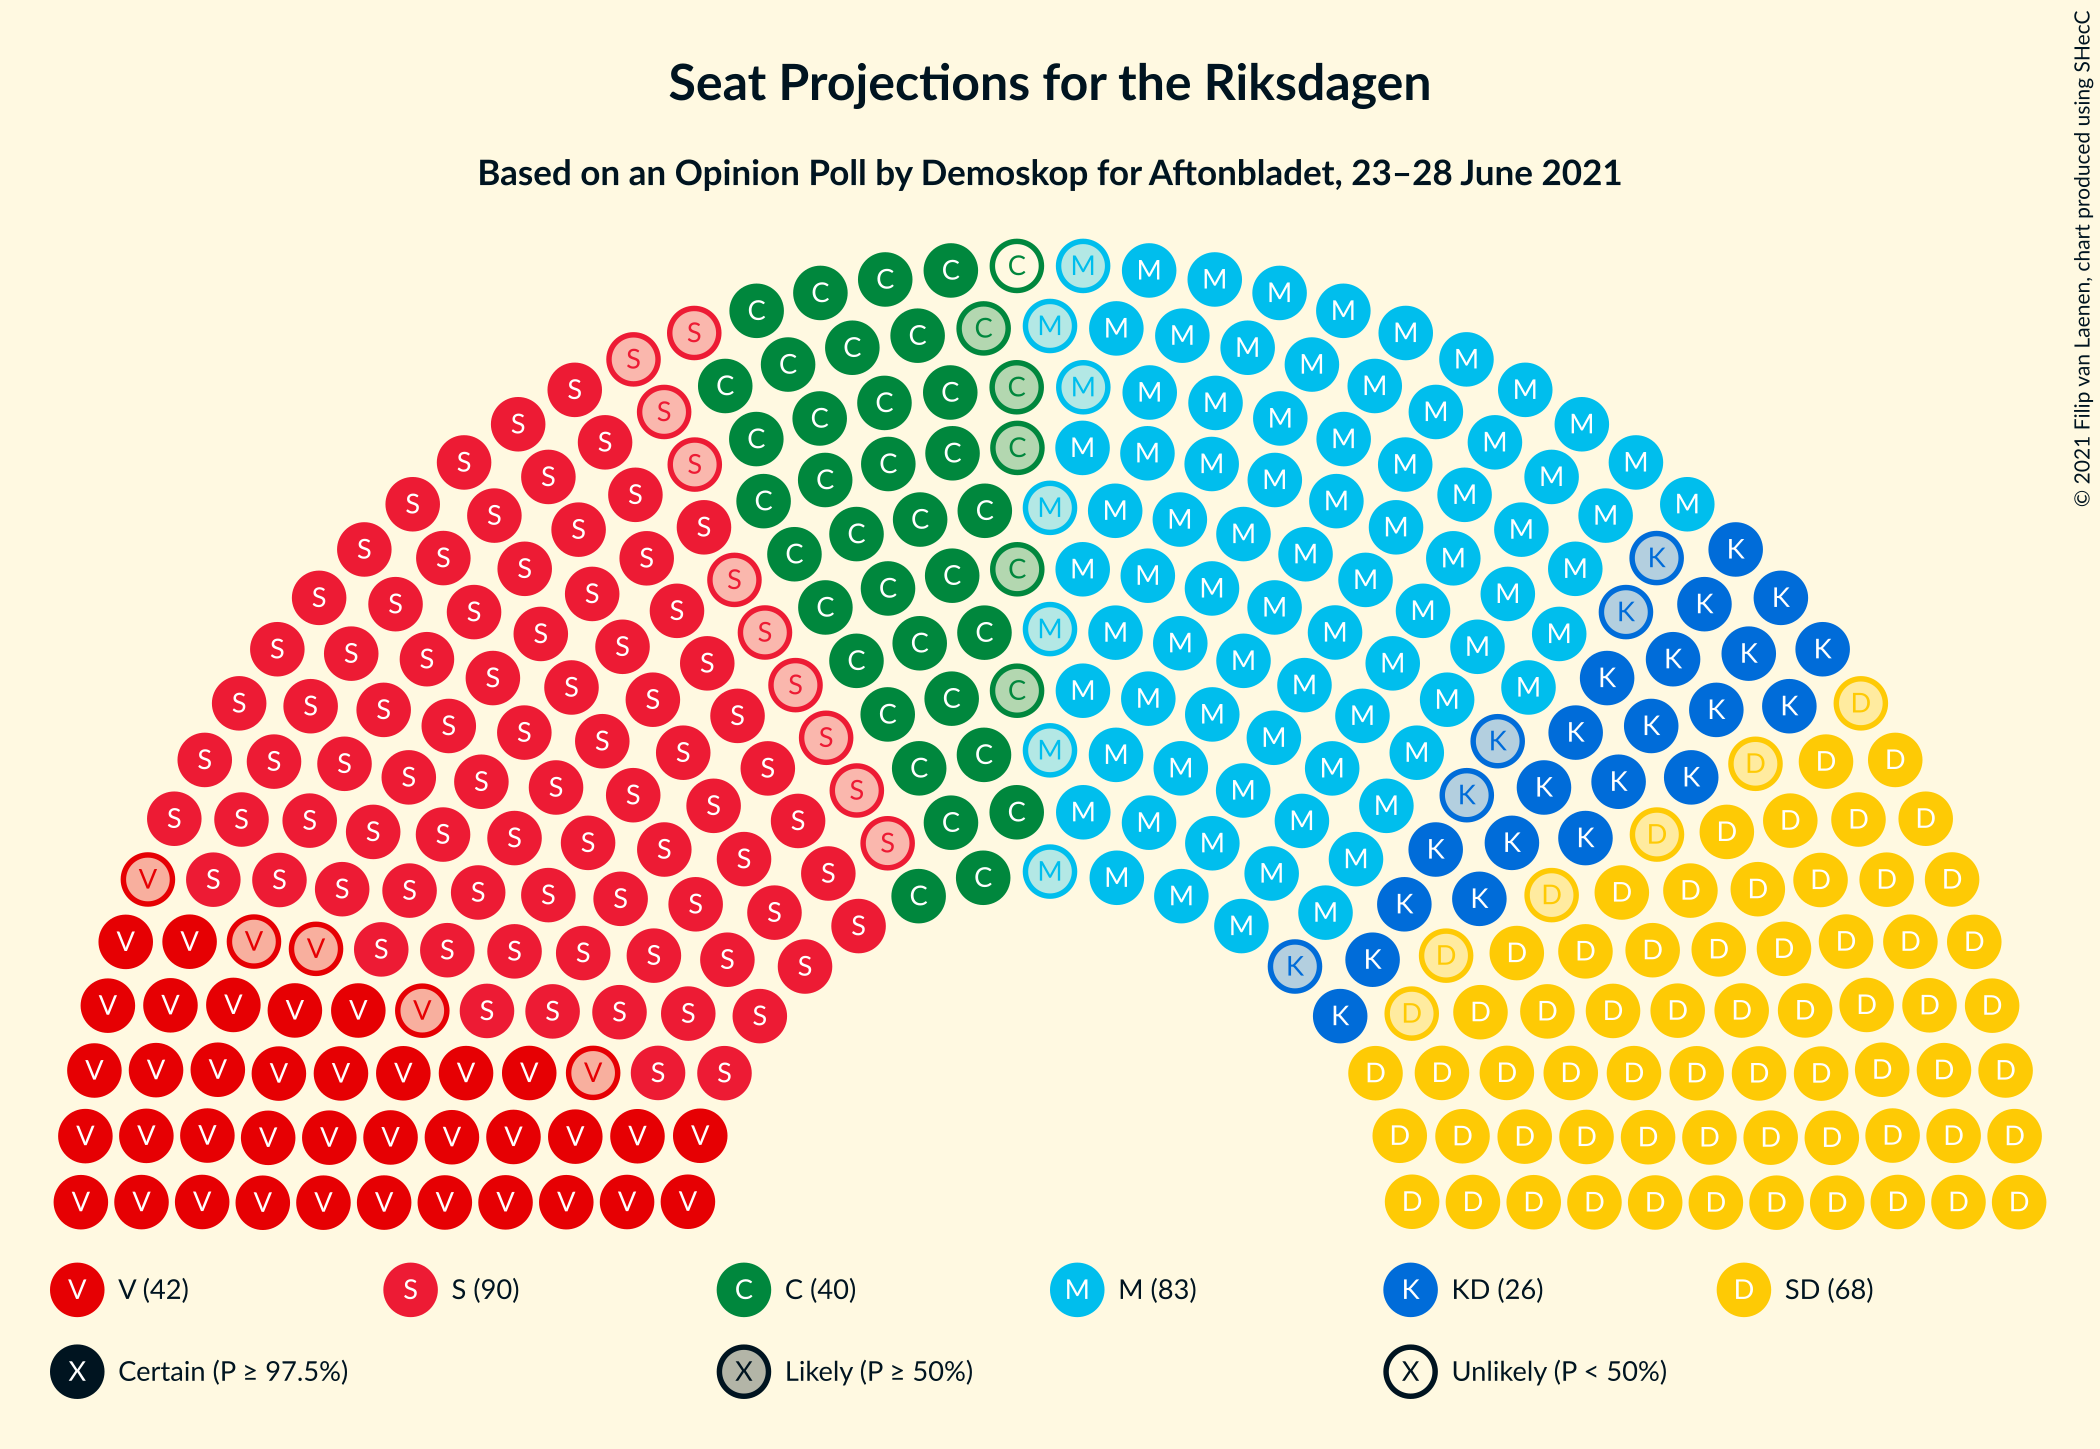 Seat Projections for the Riksdagen
Based on an Opinion Poll by Demoskop for Aftonbladet, 23–28 June 2021
© 2021 Filip van Laenen, chart produced using SHecC
V V (42) S S (90) C C (40) M M (83) K KD (26) D SD (68)
X Certain (P ≥ 97.5%) X Likely (P ≥ 50%) X Unlikely (P < 50%)